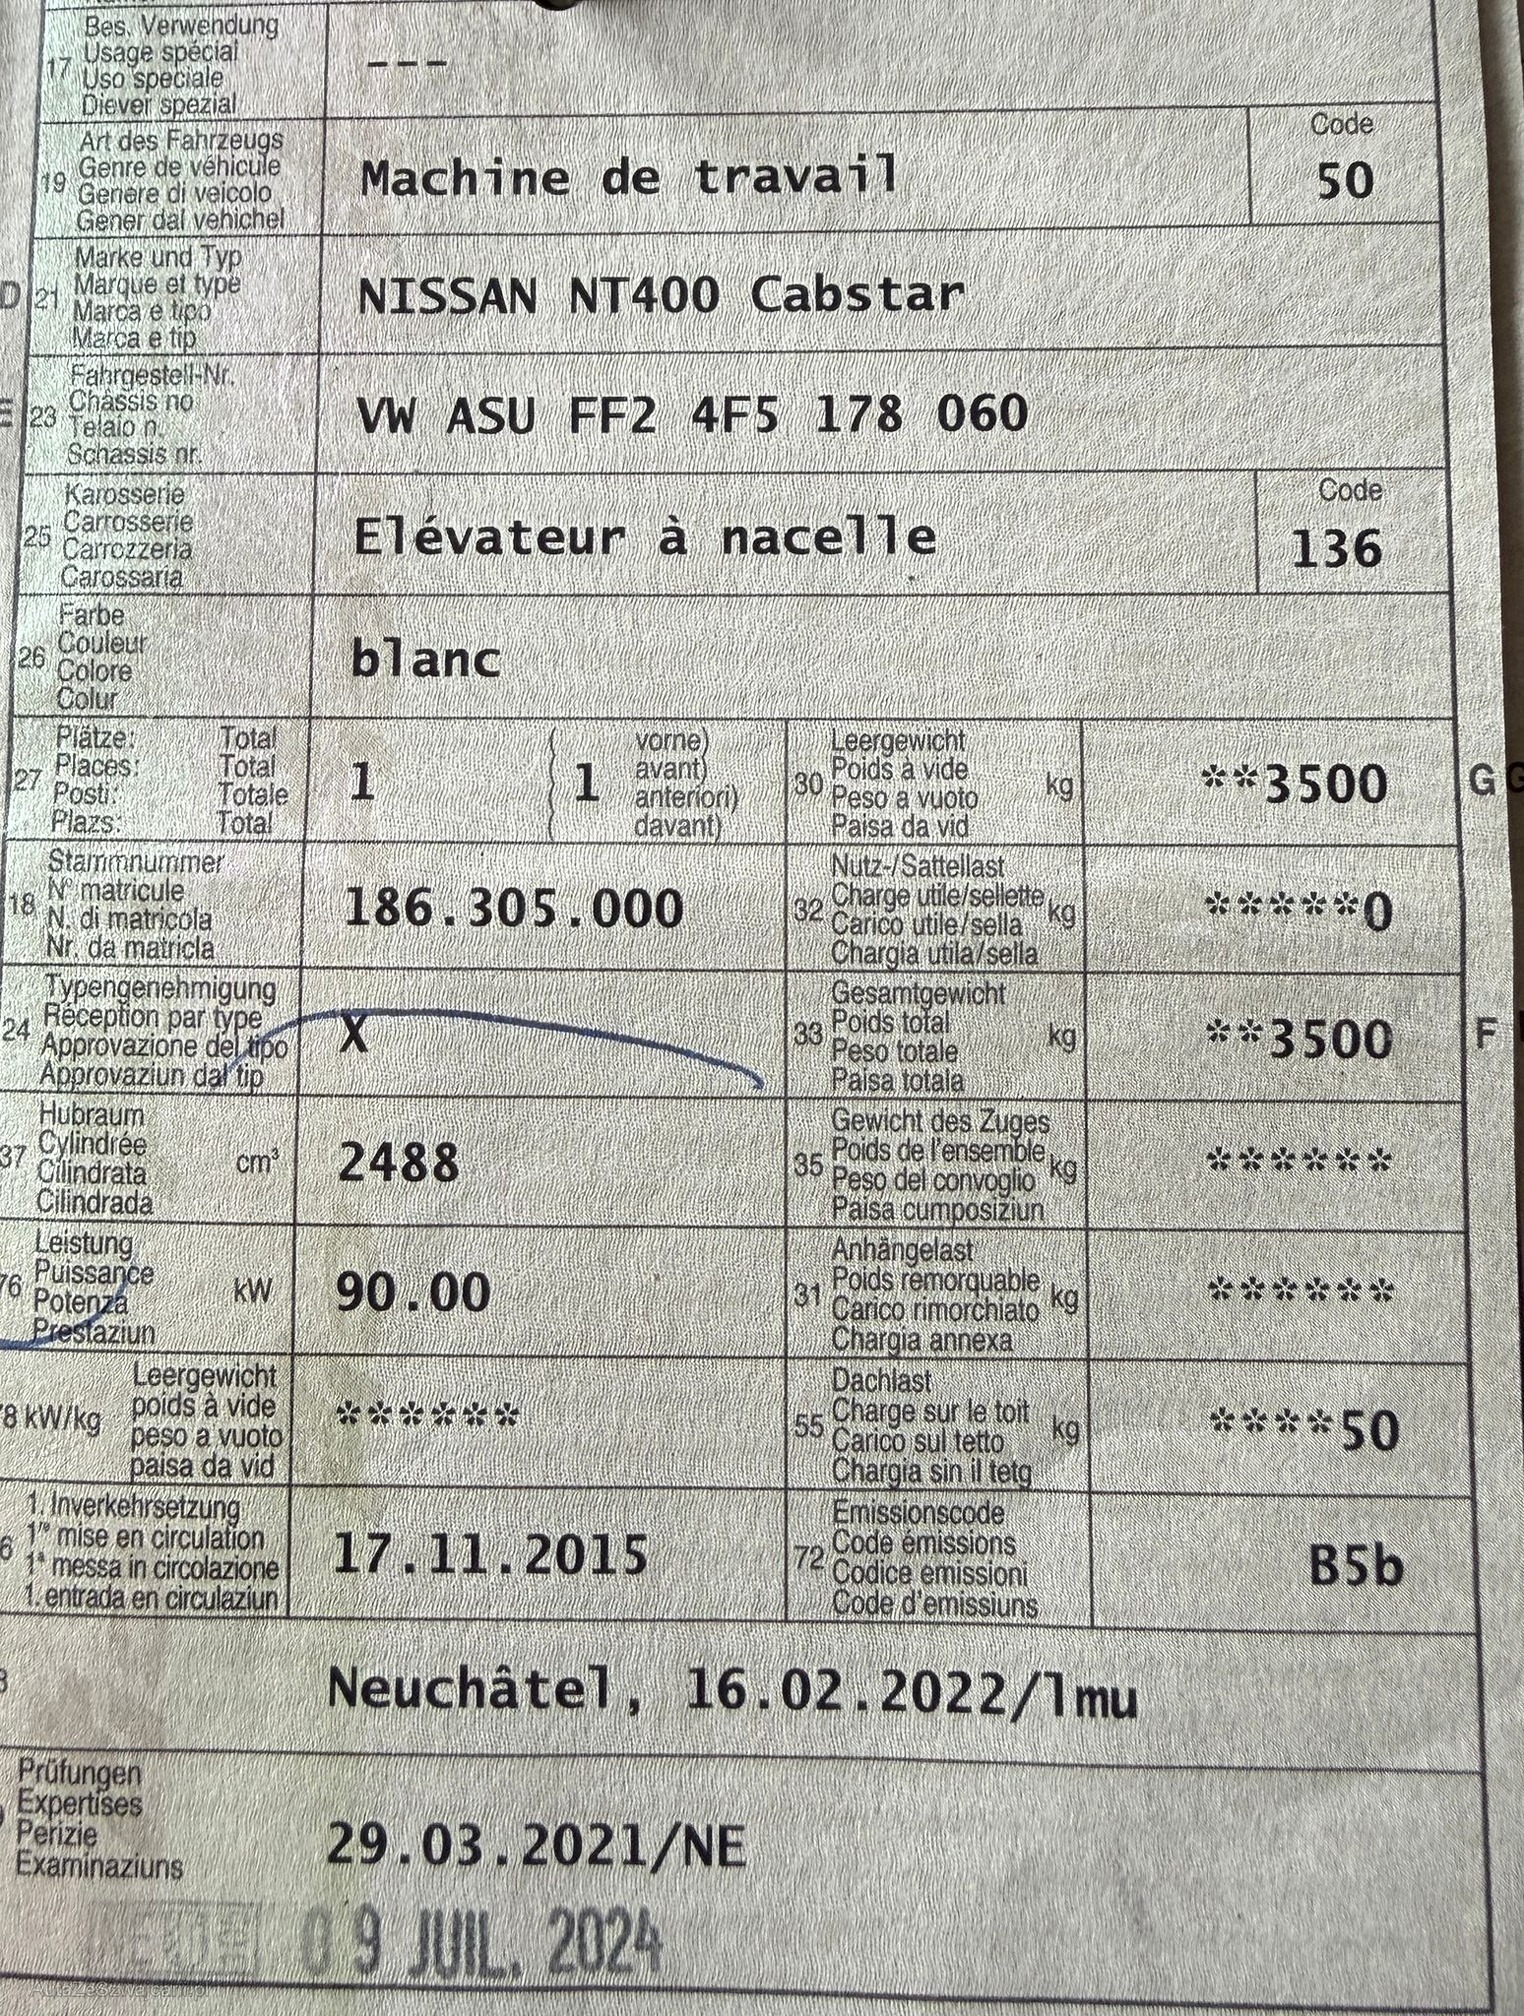 Bes. Verwendung
17 Usage spécial
Uso speciale
Diever spezial
---
Art des Fahrzeugs
19 Genre de véhicule
Genere di veicolo
Gener dal vehichel
Machine de travail
Code
50
Marke und Typ
D 21 Marque et type
Marca e tipo
Marca e tip
NISSAN NT400 Cabstar
Fahrgestell-Nr.
E 23 Châssis no
Telaio n.
Schassis nr.
VW ASU FF2 4F5 178 060
Karosserie
25 Carrosserie
Carrozzeria
Carossaria
Elévateur à nacelle
Code
136
Farbe
26 Couleur
Colore
Colur
blanc
Plätze: Total
27 Places: Total
Posti: Totale
Plazs: Total
1
1
vorne)
avant)
anteriori)
davant)
Leergewicht
30 Poids à vide kg
Peso a vuoto
Paisa da vid
**3500
G
Stammnummer
18 N° matricule
N. di matricola
Nr. da matricla
186.305.000
Nutz-/Sattellast
32 Charge utile/sellette kg
Carico utile/sella
Chargia utila/sella
*****0
Typengenehmigung
24 Réception par type
Approvazione del tipo
Approvaziun dal tip
X
Gesamtgewicht
33 Poids total kg
Peso totale
Paisa totala
**3500
F
Hubraum
37 Cylindrée cm³
Cilindrata
Cilindrada
2488
Gewicht des Zuges
35 Poids de l'ensemble kg
Peso del convoglio
Paisa cumposiziun
******
Leistung
76 Puissance kW
Potenza
Prestaziun
90.00
Anhängelast
31 Poids remorquable kg
Carico rimorchiato
Chargia annexa
******
Leergewicht
8 kW/kg poids à vide
peso a vuoto
paisa da vid
******
Dachlast
55 Charge sur le toit kg
Carico sul tetto
Chargia sin il tetg
****50
1. Inverkehrsetzung
6 1re mise en circulation
1a messa in circolazione
1. entrada en circulaziun
17.11.2015
Emissionscode
72 Code émissions
Codice emissioni
Code d'emissiuns
B5b
Neuchâtel, 16.02.2022/lmu
Prüfungen
Expertises
Perizie
Examinaziuns
29.03.2021/NE
09 JUIL. 2024